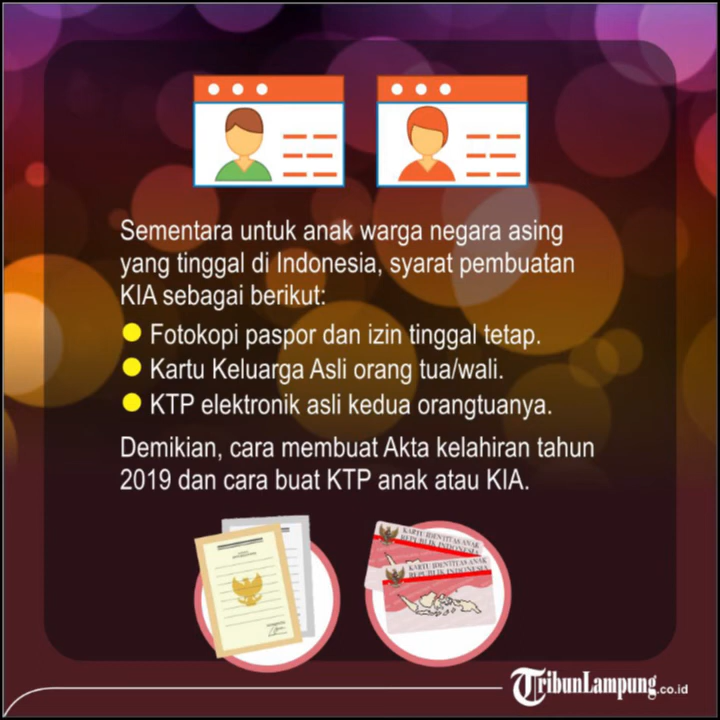 Sementara untuk anak warga negara asing
yang tinggal di Indonesia, syarat pembuatan
KIA sebagai berikut:
Fotokopi paspor dan izin tinggal tetap.
Kartu Keluarga Asli orang tua/wali.
KTP elektronik asli kedua orangtuanya.
Demikian, cara membuat Akta kelahiran tahun
2019 dan cara buat KTP anak atau KIA.
KARTU IDENTITAS ANAK
REPUBLIK INDONESIA
KARTU IDENTITAS ANAK
REPUBLIK INDONESIA
TribunLampung.co.id